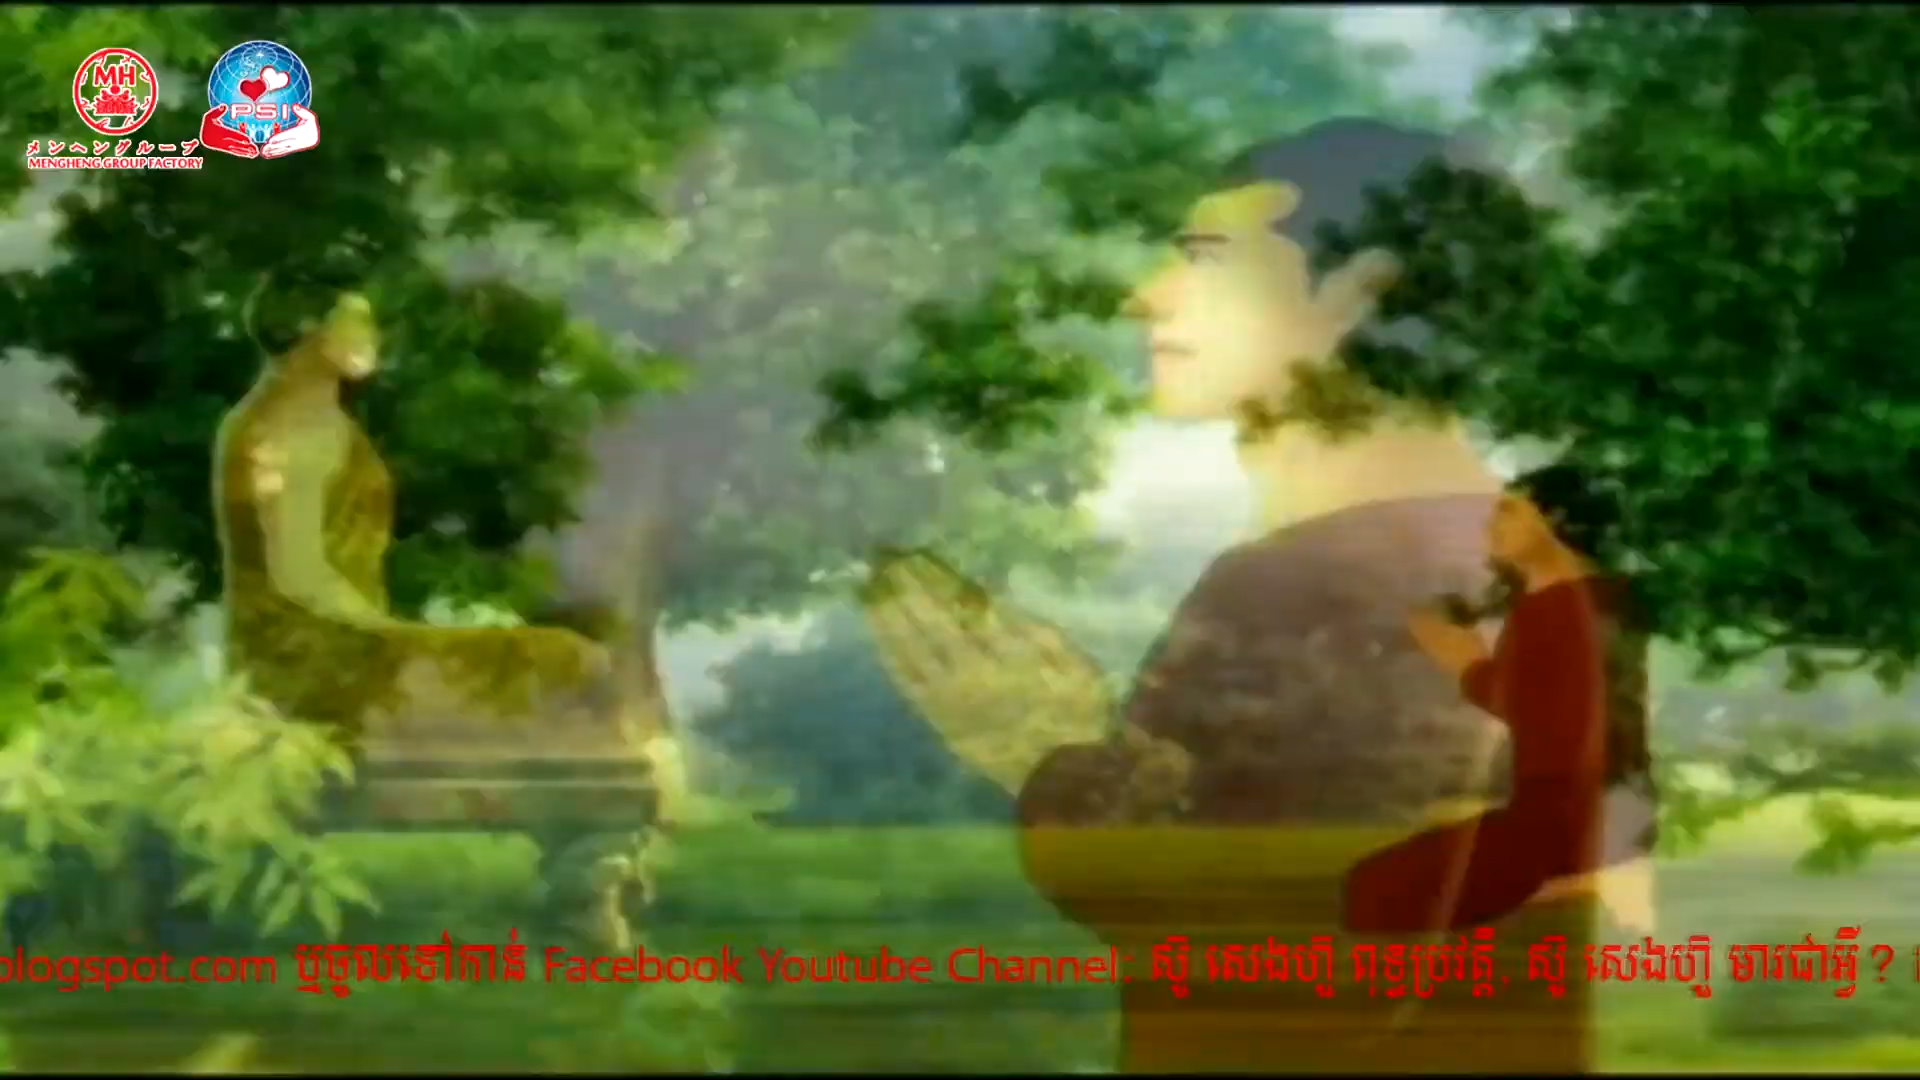 MH
PSI
メンヘングループ
MENGHENG GROUP FACTORY
blogspot.com ឬចូលទៅកាន់ Facebook Youtube Channel: ស៊ូ សេងហ៊ួ ពុទ្ធប្រវត្តិ, ស៊ូ សេងហ៊ួ មារជាអ្វី?